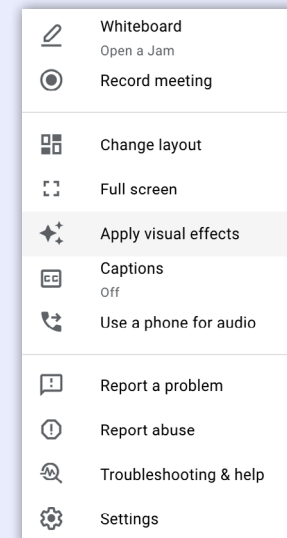 Whiteboard
Open a Jam
Record meeting
Change layout
Full screen
Apply visual effects
CC
Captions
Off
Use a phone for audio
Report a problem
Report abuse
Troubleshooting & help
Settings